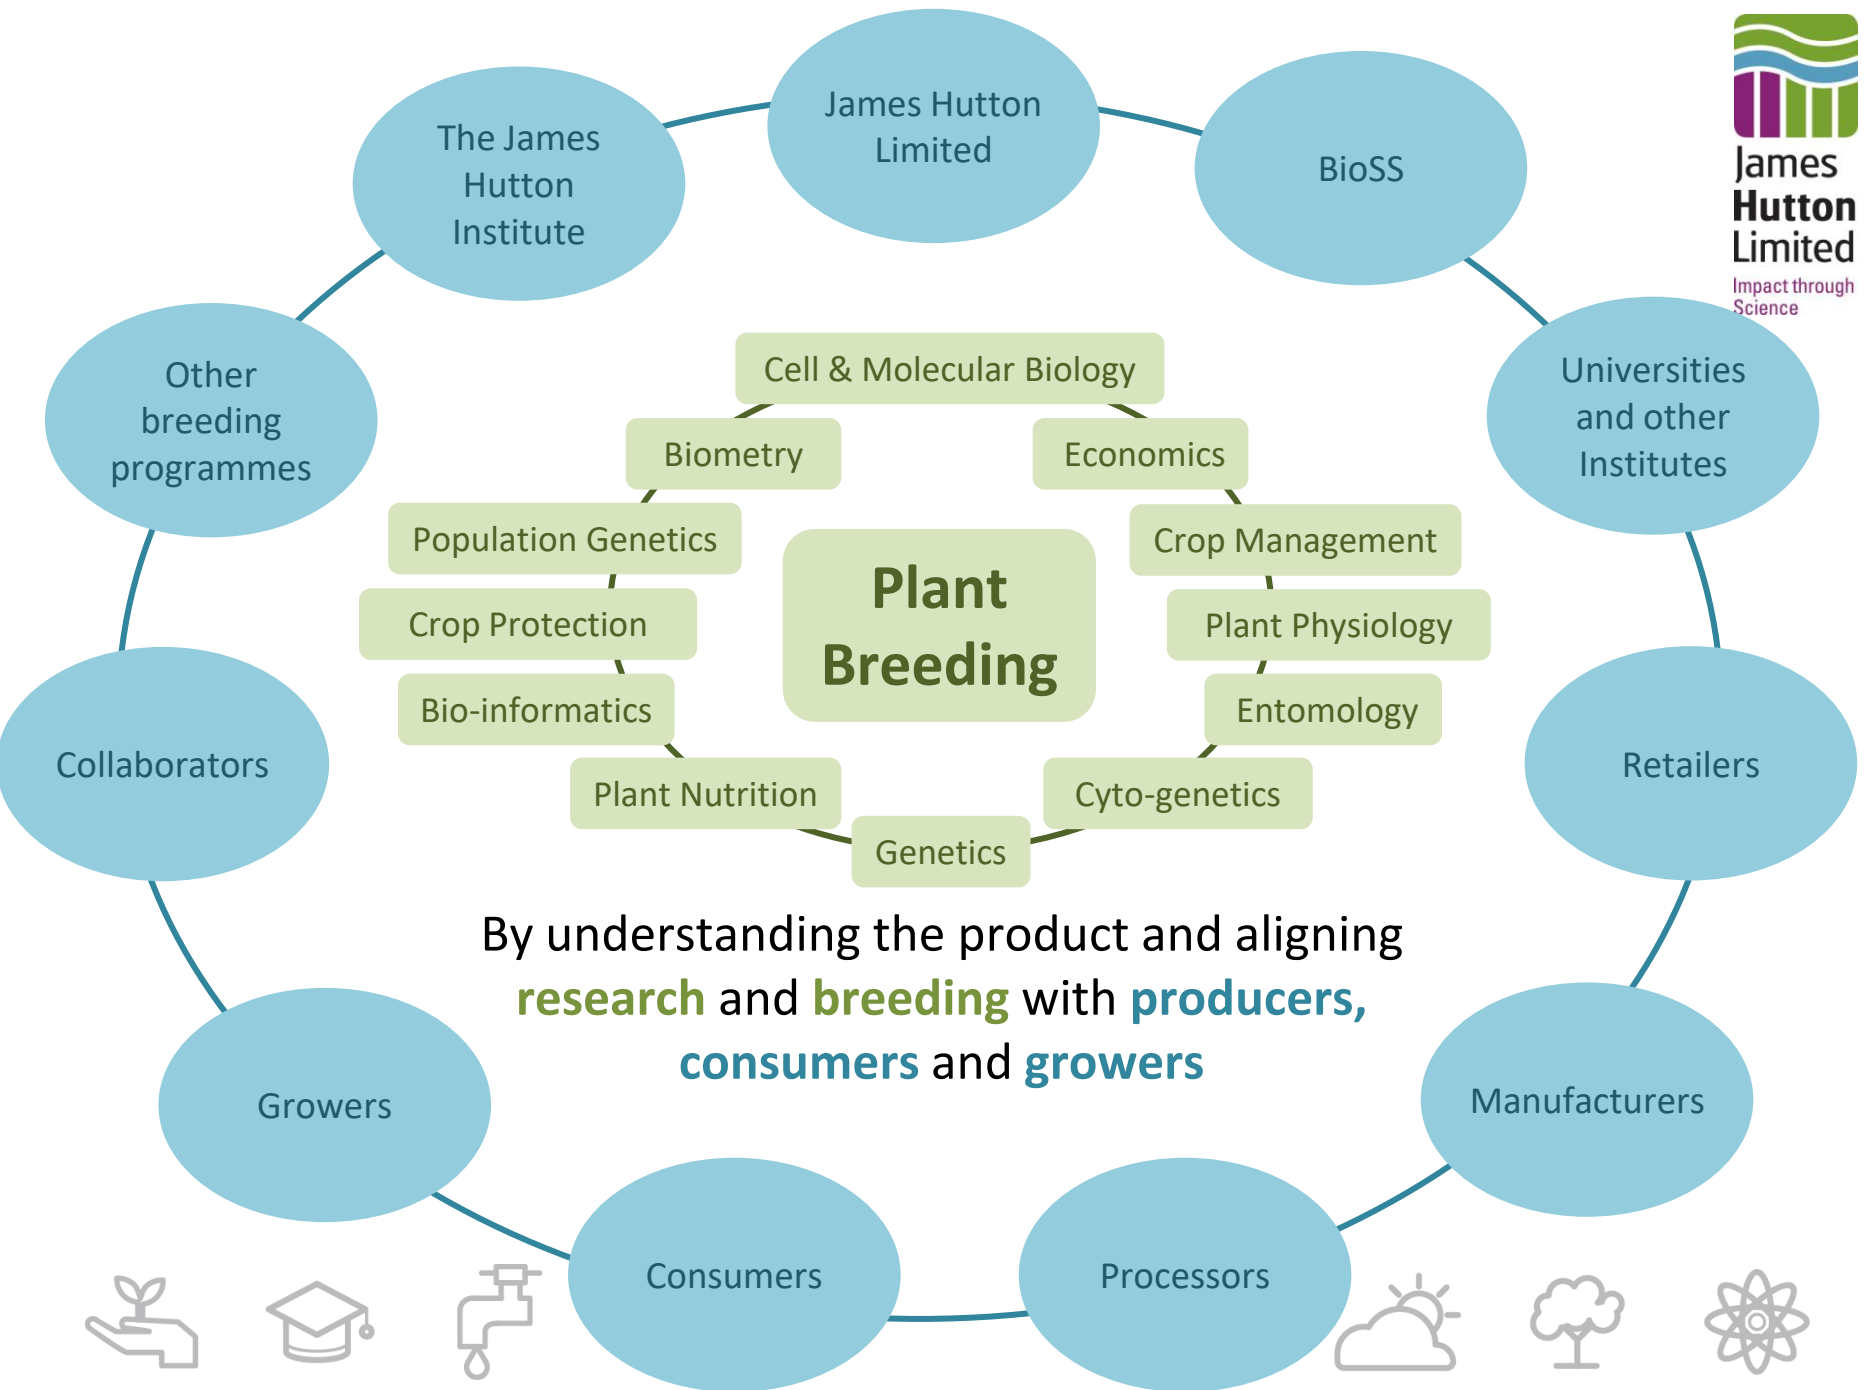 James Hutton
Limited
The James
Hutton
Institute
BioSS
James
Hutton
Limited
Impact through
Science
Other
breeding
programmes
Universities
and other
Institutes
Cell & Molecular Biology
Biometry
Economics
Population Genetics
Crop Management
Plant
Breeding
Crop Protection
Plant Physiology
Bio-informatics
Entomology
Collaborators
Retailers
Plant Nutrition
Cyto-genetics
Genetics
By understanding the product and aligning
research and breeding with producers,
consumers and growers
Growers
Manufacturers
Consumers
Processors